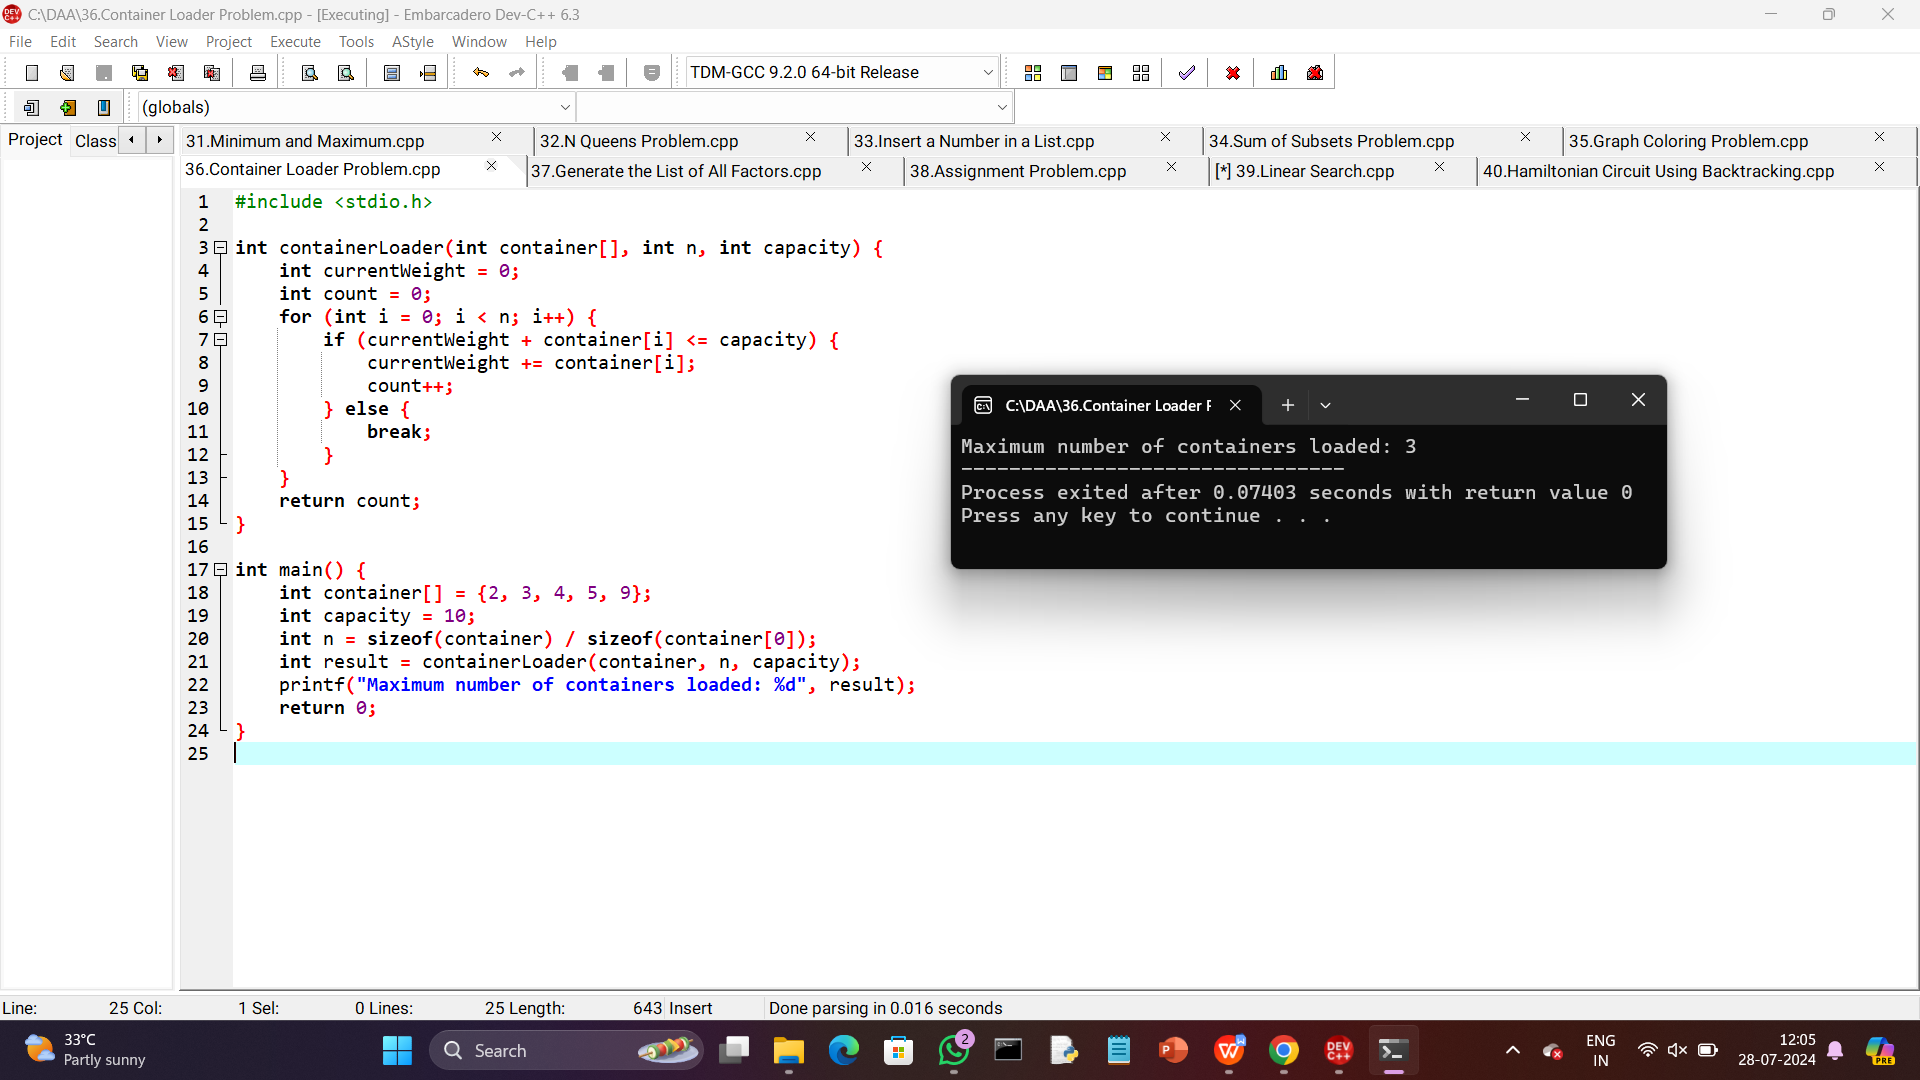 C:\DAA\36.Container Loader Problem.cpp - [Executing] - Embarcadero Dev-C++ 6.3
File Edit Search View Project Execute Tools AStyle Window Help
TDM-GCC 9.2.0 64-bit Release
(globals)
Project Class
31.Minimum and Maximum.cpp 32.N Queens Problem.cpp 33.Insert a Number in a List.cpp 34.Sum of Subsets Problem.cpp 35.Graph Coloring Problem.cpp
36.Container Loader Problem.cpp 37.Generate the List of All Factors.cpp 38.Assignment Problem.cpp [*] 39.Linear Search.cpp 40.Hamiltonian Circuit Using Backtracking.cpp
1 #include <stdio.h>
2
3 int containerLoader(int container[], int n, int capacity) {
4 int currentWeight = 0;
5 int count = 0;
6 for (int i = 0; i < n; i++) {
7 if (currentWeight + container[i] <= capacity) {
8 currentWeight += container[i];
9 count++;
10 } else {
11 break;
12 }
13 }
14 return count;
15 }
16
17 int main() {
18 int container[] = {2, 3, 4, 5, 9};
19 int capacity = 10;
20 int n = sizeof(container) / sizeof(container[0]);
21 int result = containerLoader(container, n, capacity);
22 printf("Maximum number of containers loaded: %d", result);
23 return 0;
24 }
25
C:\DAA\36.Container Loader F
Maximum number of containers loaded: 3
--------------------------------
Process exited after 0.07403 seconds with return value 0
Press any key to continue . . .
Line: 25 Col: 1 Sel: 0 Lines: 25 Length: 643 Insert Done parsing in 0.016 seconds
33°C
Partly sunny
Search
2
ENG
IN
12:05
28-07-2024
PRE